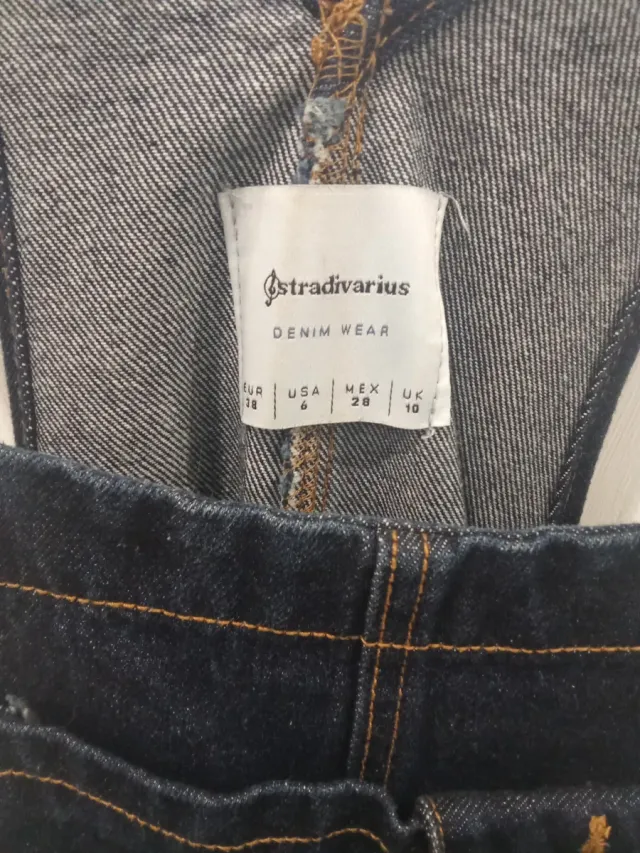 stradivarius
DENIM WEAR
EUR USA MEX UK
38 6 28 10